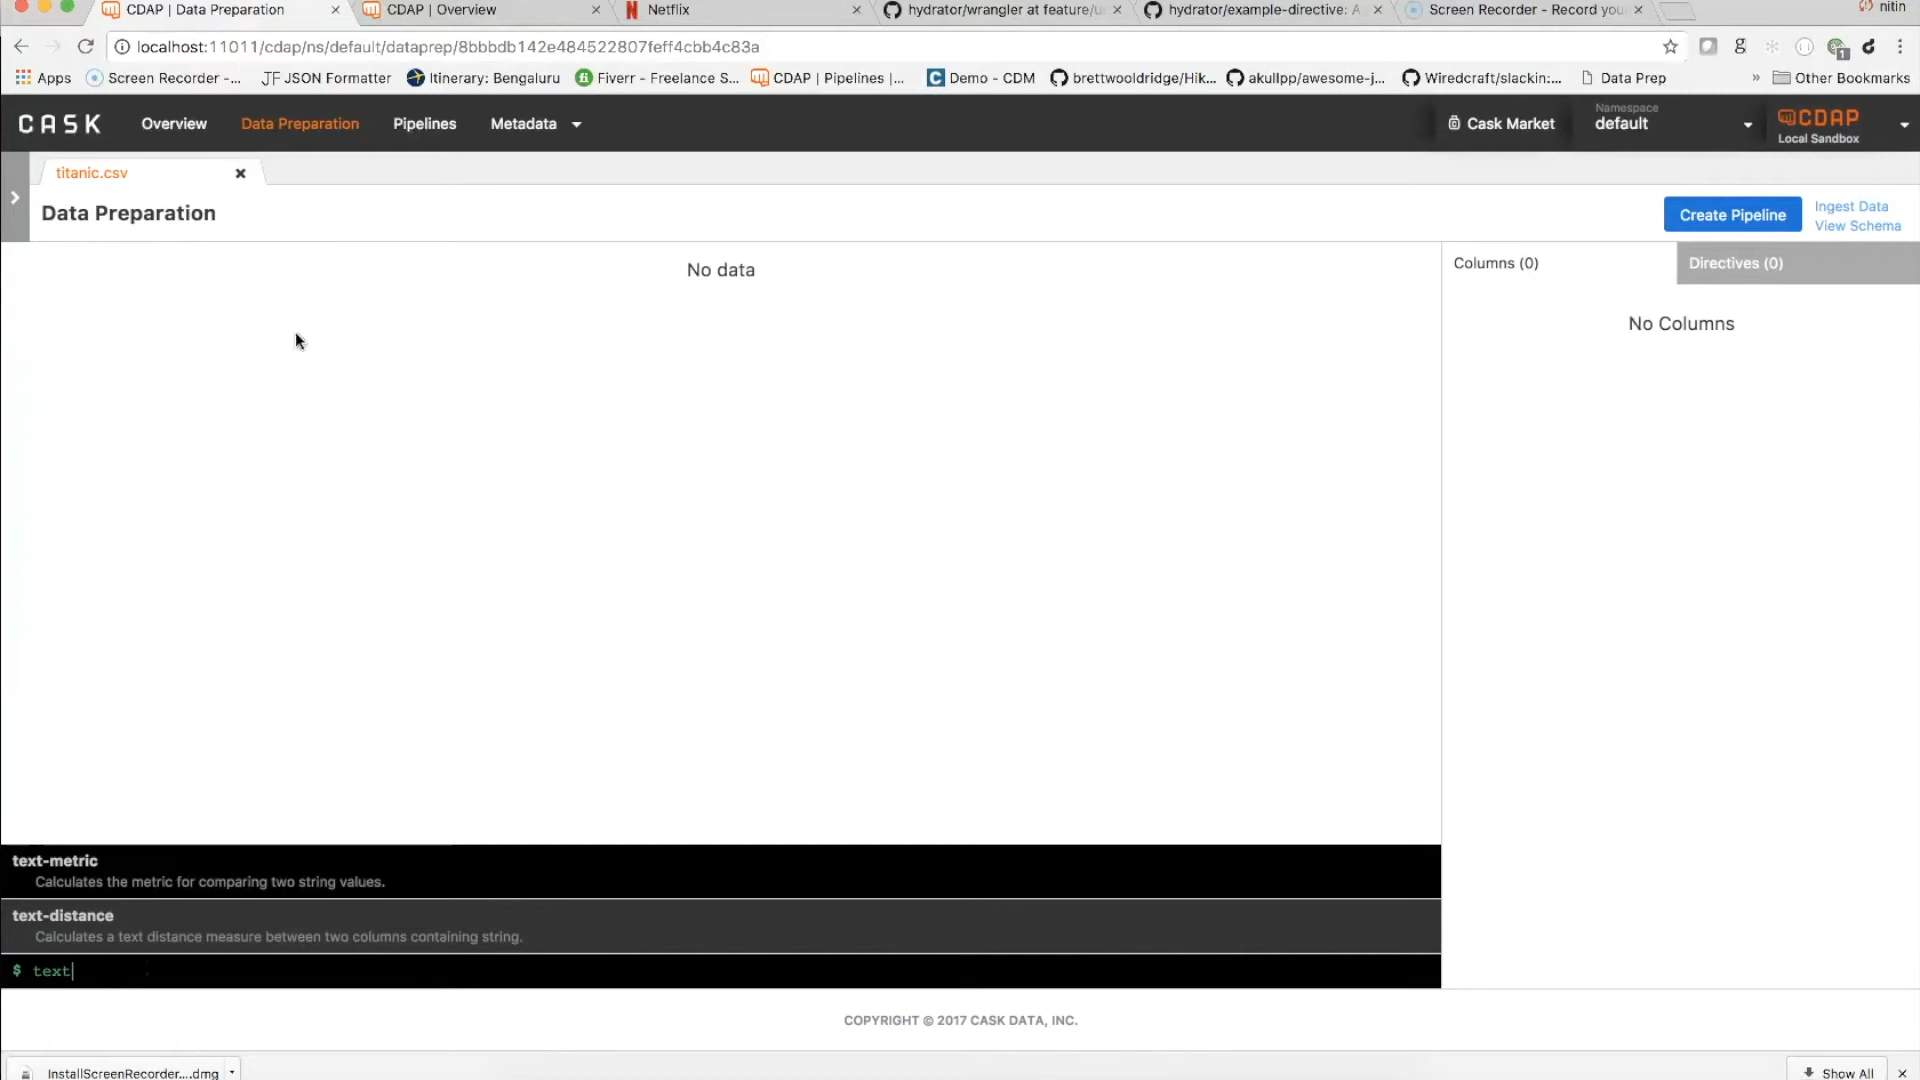 CDAP | Data Preparation
CDAP | Overview
Netflix
hydrator/wrangler at feature/u
hydrator/example-directive: A
Screen Recorder - Record you
nitin
localhost:11011/cdap/ns/default/dataprep/8bbbdb142e484522807feff4cbb4c83a
g
1
Apps
Screen Recorder -...
JSON Formatter
Itinerary: Bengaluru
Fiverr - Freelance S...
CDAP | Pipelines |...
Demo - CDM
brettwooldridge/Hik...
akullpp/awesome-j...
Wiredcraft/slackin:...
Data Prep
»
Other Bookmarks
CASK
Overview
Data Preparation
Pipelines
Metadata
Cask Market
Namespace
default
CDAP
Local Sandbox
titanic.csv
Data Preparation
Create Pipeline
Ingest Data
View Schema
No data
Columns (0)
Directives (0)
No Columns
text-metric
Calculates the metric for comparing two string values.
text-distance
Calculates a text distance measure between two columns containing string.
$ text
COPYRIGHT © 2017 CASK DATA, INC.
InstallScreenRecorder....dmg
Show All